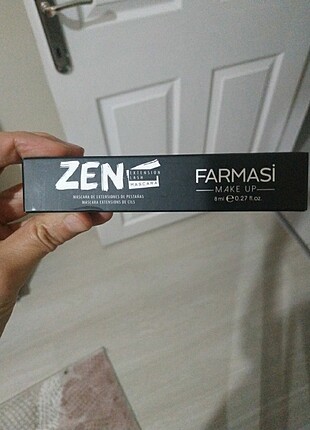 ZEN
EXTENSION
LASH
MASCARA
MÁSCARA DE EXTENSIONES DE PESTAÑAS
MASCARA EXTENSIONS DE CILS
FARMASi
MAKE UP
8 ml ℮ 0.27 fl.oz.